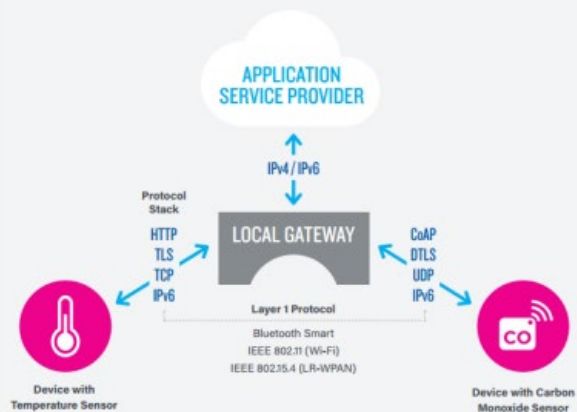 APPLICATION
SERVICE PROVIDER
IPv4 / IPv6
Protocol
Stack
HTTP
TLS
TCP
IPv6
LOCAL GATEWAY
CoAP
DTLS
UDP
IPv6
Layer 1 Protocol
Bluetooth Smart
IEEE 802.11 (Wi-Fi)
IEEE 802.15.4 (LR-WPAN)
Device with
Temperature Sensor
CO
Device with Carbon
Monoxide Sensor